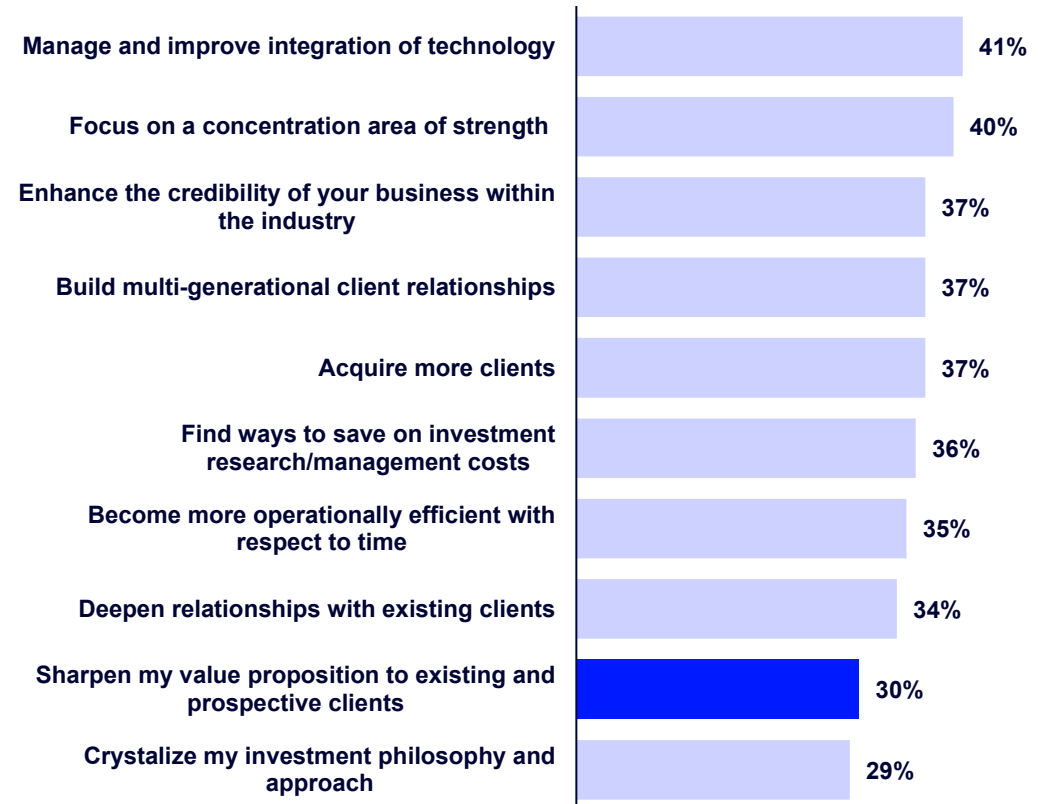 Manage and improve integration of technology
41%
Focus on a concentration area of strength
40%
Enhance the credibility of your business within
the industry
37%
Build multi-generational client relationships
37%
Acquire more clients
37%
Find ways to save on investment
research/management costs
36%
Become more operationally efficient with
respect to time
35%
Deepen relationships with existing clients
34%
Sharpen my value proposition to existing and
prospective clients
30%
Crystalize my investment philosophy and
approach
29%